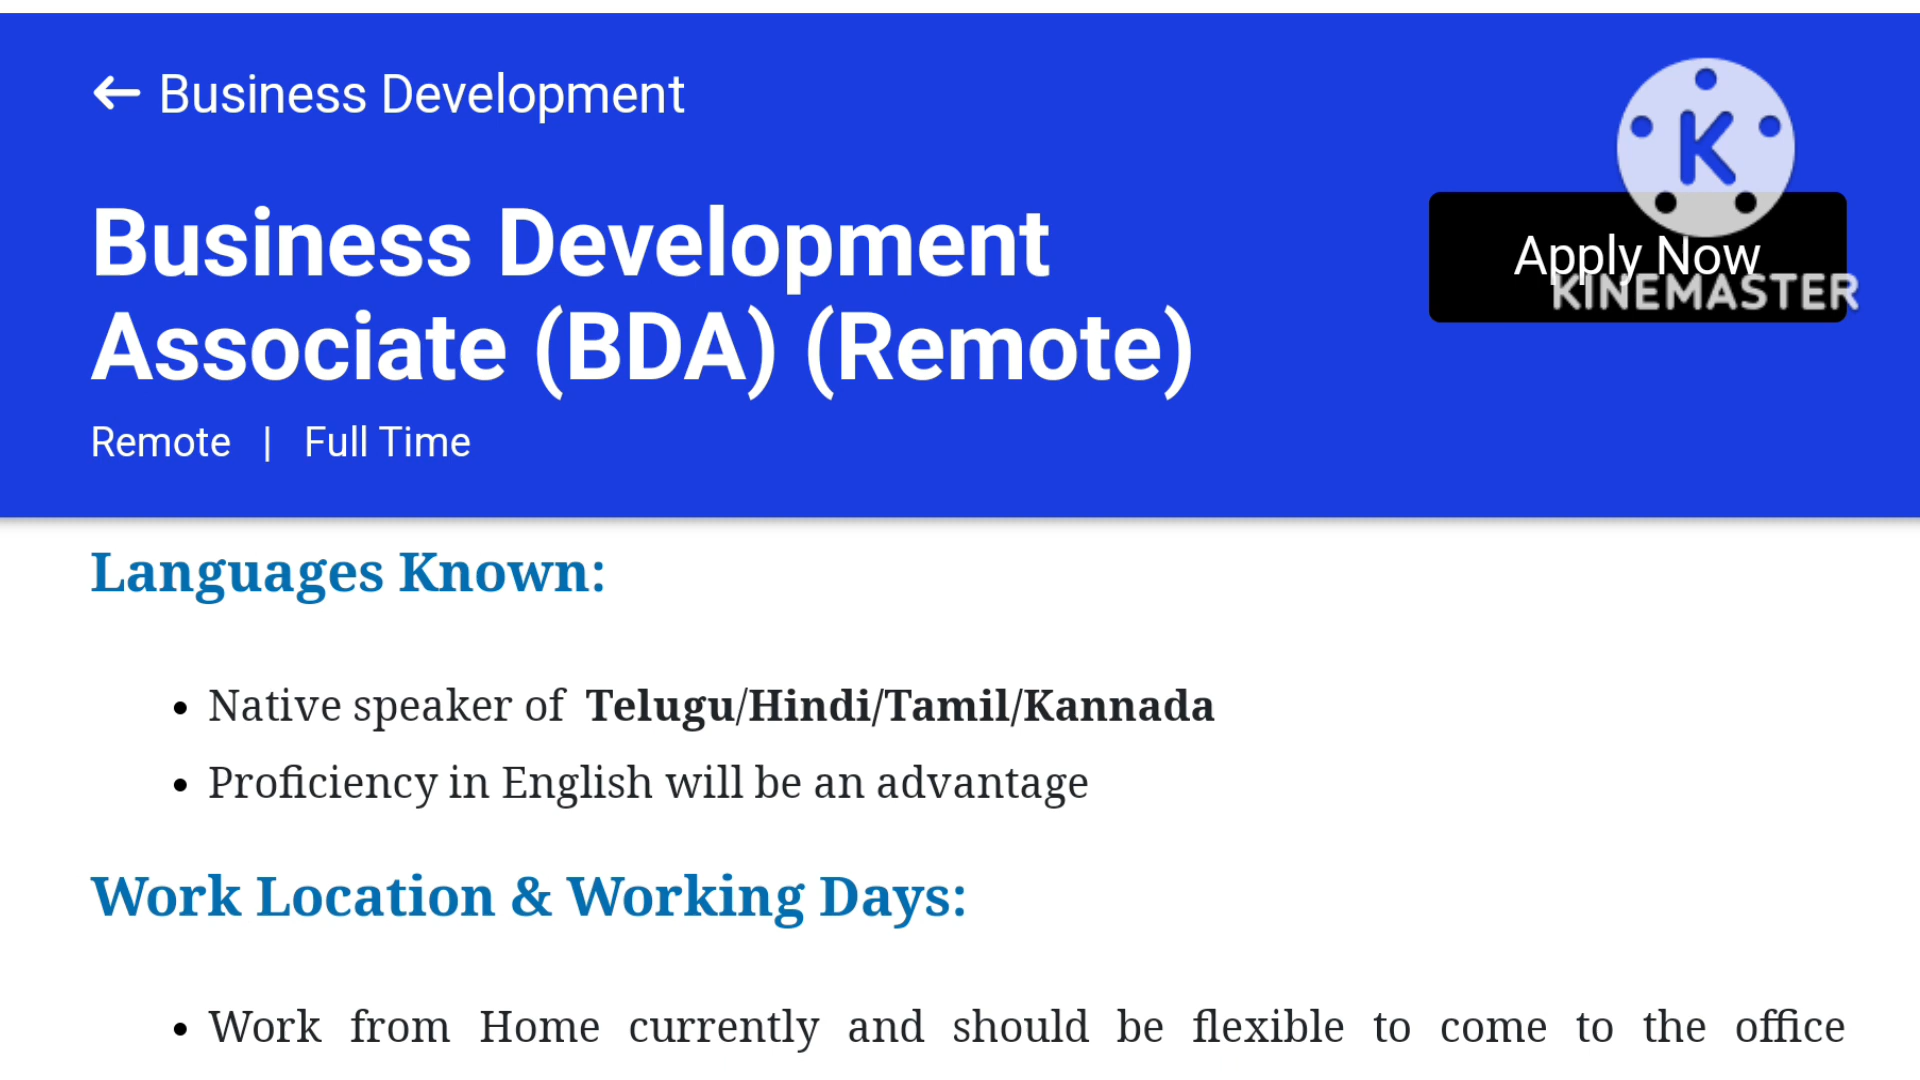 ← Business Development
Business Development
Associate (BDA) (Remote)
Remote | Full Time
K
Apply Now
KINEMASTER
Languages Known:
• Native speaker of Telugu/Hindi/Tamil/Kannada
• Proficiency in English will be an advantage
Work Location & Working Days:
• Work from Home currently and should be flexible to come to the office